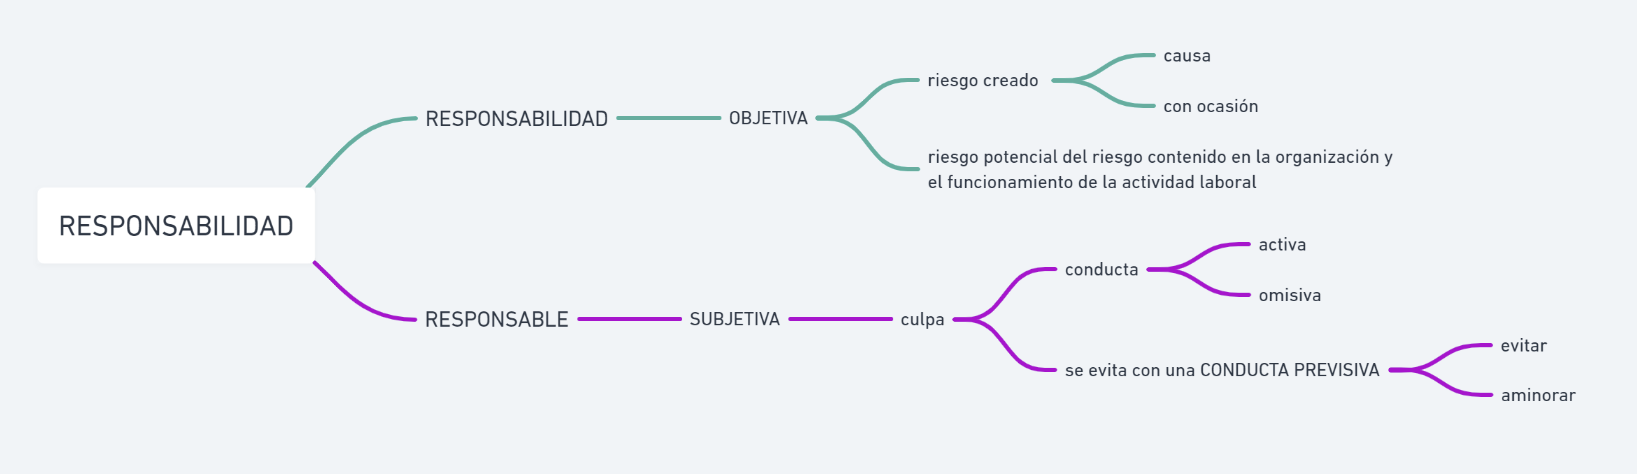 RESPONSABILIDAD
RESPONSABILIDAD
OBJETIVA
riesgo creado
causa
con ocasión
riesgo potencial del riesgo contenido en la organización y
el funcionamiento de la actividad laboral
RESPONSABLE
SUBJETIVA
culpa
conducta
activa
omisiva
se evita con una CONDUCTA PREVISIVA
evitar
aminorar